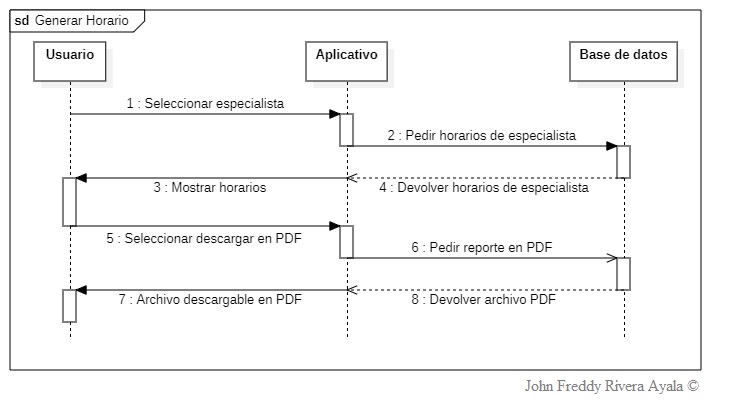 sd Generar Horario
Usuario
Aplicativo
Base de datos
1 : Seleccionar especialista
2 : Pedir horarios de especialista
3 : Mostrar horarios
4 : Devolver horarios de especialista
5 : Seleccionar descargar en PDF
6 : Pedir reporte en PDF
7 : Archivo descargable en PDF
8 : Devolver archivo PDF
John Freddy Rivera Ayala ©